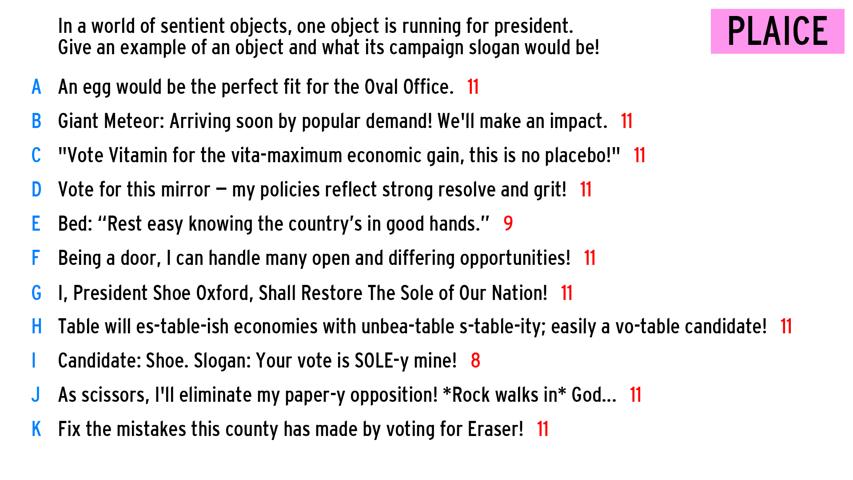 In a world of sentient objects, one object is running for president.
PLAICE
Give an example of an object and what its campaign slogan would be!
A An egg would be the perfect fit for the Oval Office. 11
B Giant Meteor: Arriving soon by popular demand! We'll make an impact. 11
C "Vote Vitamin for the vita-maximum economic gain, this is no placebo!" 11
D Vote for this mirror – my policies reflect strong resolve and grit! 11
E Bed: “Rest easy knowing the country’s in good hands.” 9
F Being a door, I can handle many open and differing opportunities! 11
G I, President Shoe Oxford, Shall Restore The Sole of Our Nation! 11
H Table will es-table-ish economies with unbea-table s-table-ity; easily a vo-table candidate! 11
I Candidate: Shoe. Slogan: Your vote is SOLE-y mine! 8
J As scissors, I'll eliminate my paper-y opposition! *Rock walks in* God... 11
K Fix the mistakes this county has made by voting for Eraser! 11